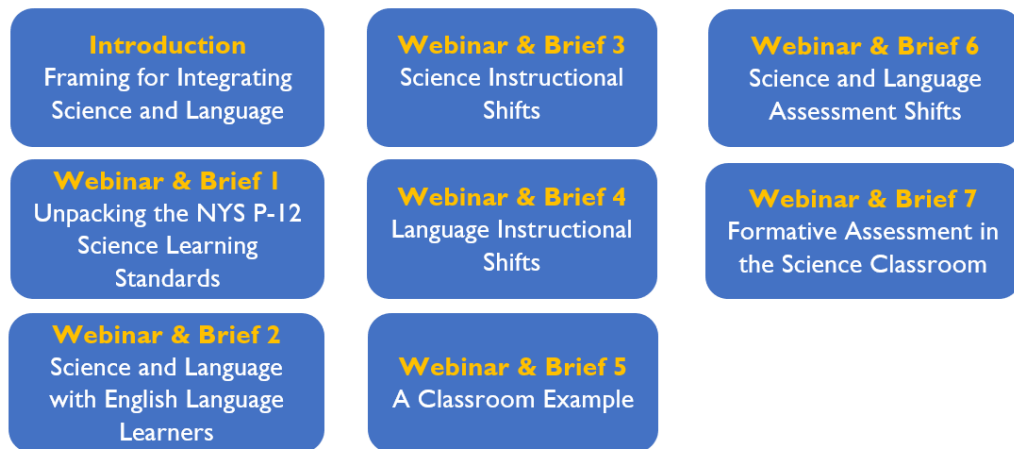 Introduction
Framing for Integrating
Science and Language
Webinar & Brief 1
Unpacking the NYS P-12
Science Learning
Standards
Webinar & Brief 2
Science and Language
with English Language
Learners
Webinar & Brief 3
Science Instructional
Shifts
Webinar & Brief 4
Language Instructional
Shifts
Webinar & Brief 5
A Classroom Example
Webinar & Brief 6
Science and Language
Assessment Shifts
Webinar & Brief 7
Formative Assessment in
the Science Classroom